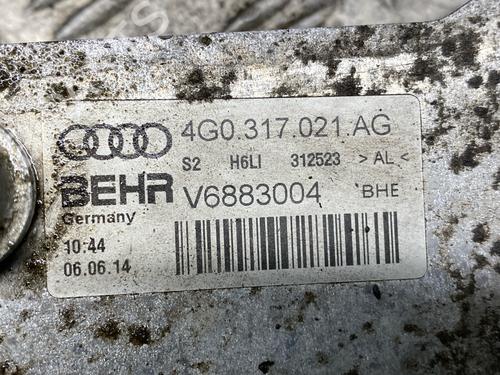 4G0.317.021.AG
S2 H6LI 312523 >AL<
BEHR V6883004 BHE
Germany
10:44
06.06.14